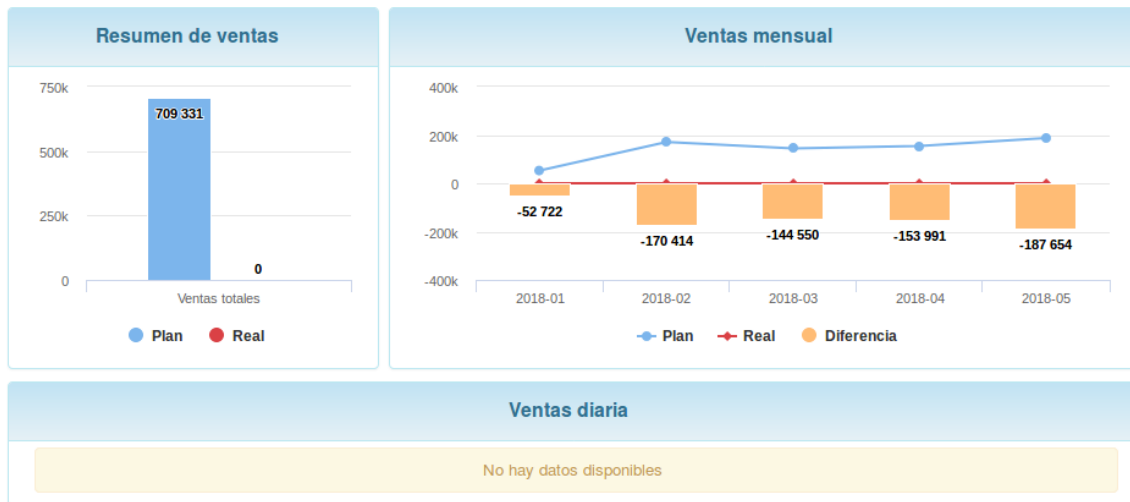 Resumen de ventas
750k
500k
250k
0
709 331
0
Ventas totales
Plan Real
Ventas mensual
400k
200k
0
-200k
-400k
-52 722
-170 414
-144 550
-153 991
-187 654
2018-01 2018-02 2018-03 2018-04 2018-05
Plan Real Diferencia
Ventas diaria
No hay datos disponibles